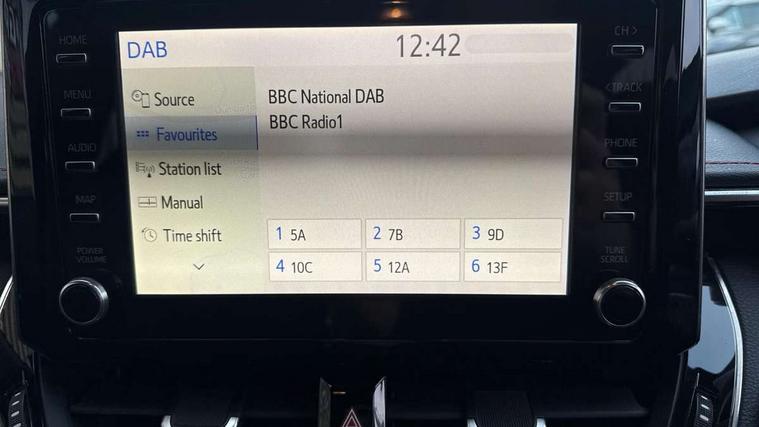 HOME
DAB
12:42
CH >
MENU
Source
BBC National DAB
< TRACK
Favourites
BBC Radio1
AUDIO
Station list
PHONE
MAP
Manual
SETUP
Time shift
1 5A
2 7B
3 9D
POWER
VOLUME
4 10C
5 12A
6 13F
TUNE
SCROLL